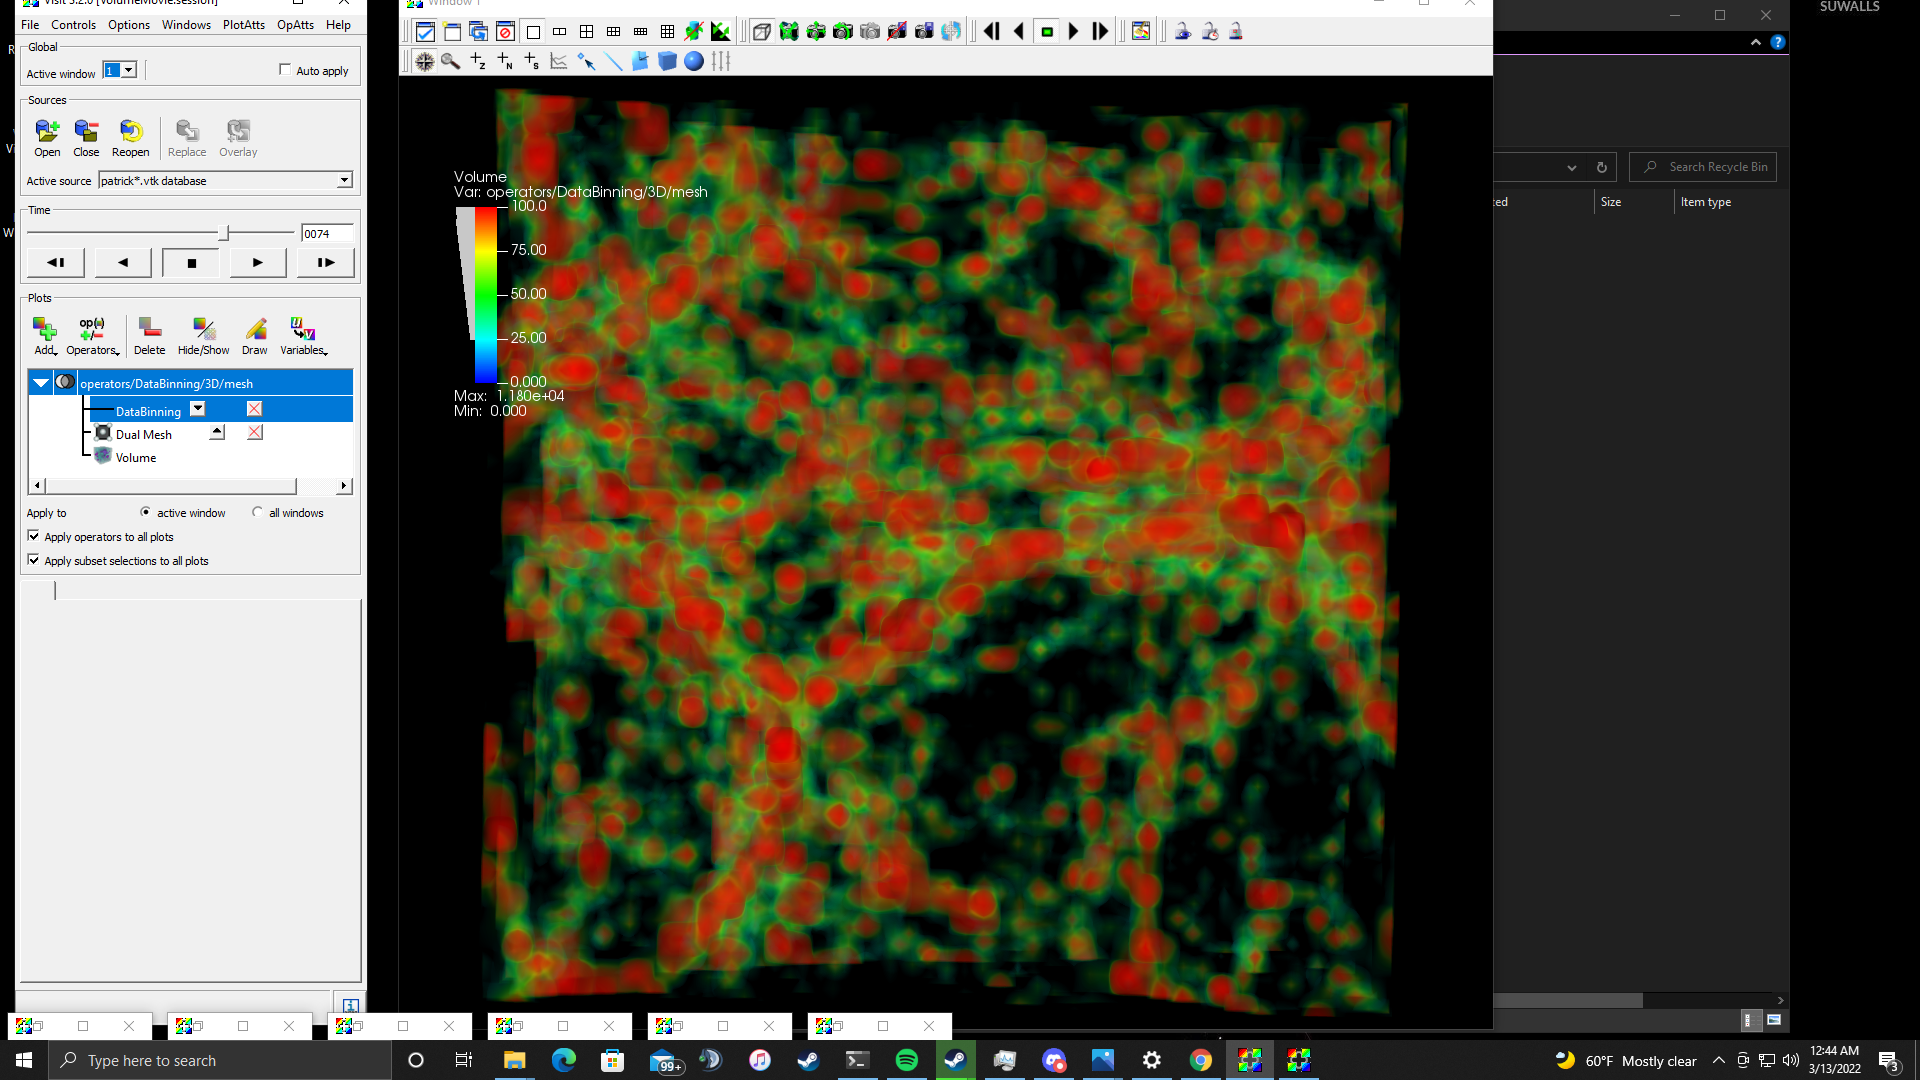 VisIt 3.2.0 [VolumeMovie.session]
File Controls Options Windows PlotAtts OpAtts Help
Global
Active window 1 Auto apply
Sources
Open Close Reopen Replace Overlay
Active source patrick*.vtk database
Time
0074
Plots
op(•)
Add Operators Delete Hide/Show Draw Variables
operators/DataBinning/3D/mesh
DataBinning
Dual Mesh
Volume
Apply to active window all windows
Apply operators to all plots
Apply subset selections to all plots
Window 1
Volume
Var: operators/DataBinning/3D/mesh
100.0
75.00
50.00
25.00
0.000
Max: 1.180e+04
Min: 0.000
SUWALLS
Search Recycle Bin
Size Item type
Type here to search
99+
60°F Mostly clear
12:44 AM
3/13/2022
3